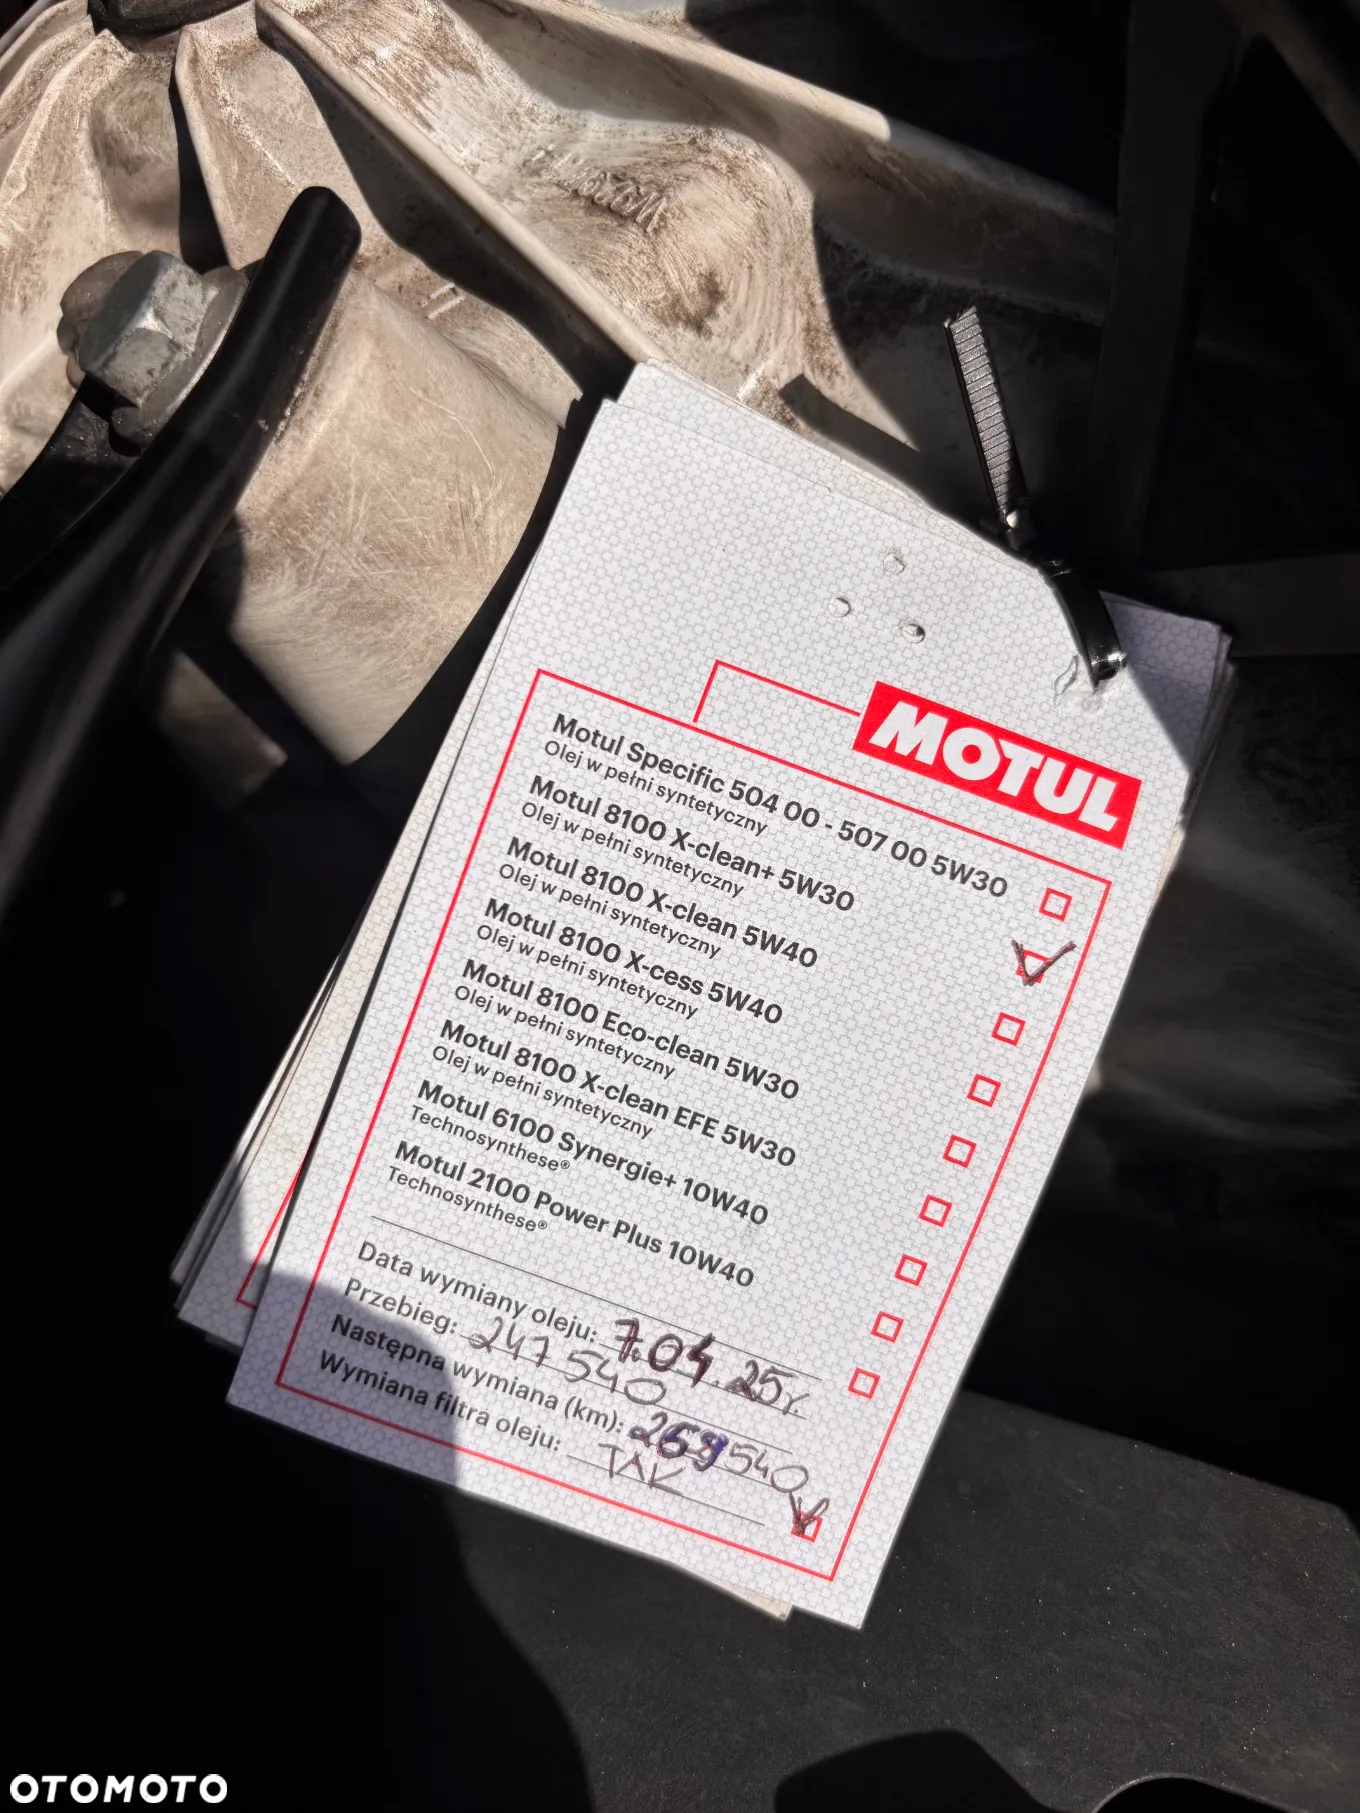 MOTUL
Motul Specific 504 00 - 507 00 5W30
Olej w pełni syntetyczny
Motul 8100 X-clean+ 5W30
Olej w pełni syntetyczny
Motul 8100 X-clean 5W40
Olej w pełni syntetyczny
Motul 8100 X-cess 5W40
Olej w pełni syntetyczny
Motul 8100 Eco-clean 5W30
Olej w pełni syntetyczny
Motul 8100 X-clean EFE 5W30
Olej w pełni syntetyczny
Motul 6100 Synergie+ 10W40
Technosynthese®
Motul 2100 Power Plus 10W40
Technosynthese®
Data wymiany oleju: 7.04.25r.
Przebieg: 247 540
Następna wymiana (km): 540
Wymiana filtra oleju: TAK
OTOMOTO